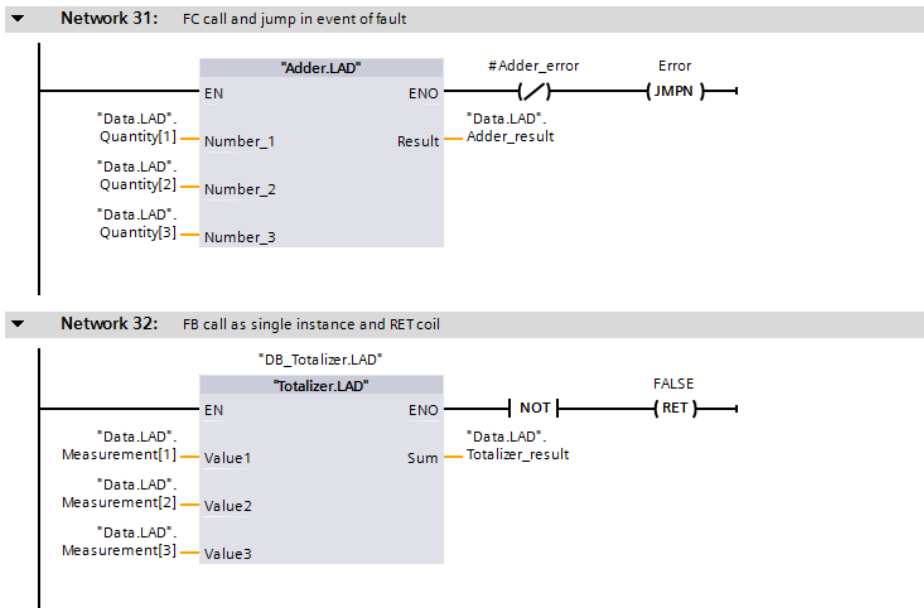 Network 31: FC call and jump in event of fault
"Adder.LAD"
#Adder_error
Error
EN
ENO
( JMPN )
"Data.LAD".
Quantity[1]
Number_1
Result
"Data.LAD".
Adder_result
"Data.LAD".
Quantity[2]
Number_2
"Data.LAD".
Quantity[3]
Number_3
Network 32: FB call as single instance and RET coil
"DB_Totalizer.LAD"
"Totalizer.LAD"
FALSE
EN
ENO
NOT
( RET )
"Data.LAD".
Measurement[1]
Value1
Sum
"Data.LAD".
Totalizer_result
"Data.LAD".
Measurement[2]
Value2
"Data.LAD".
Measurement[3]
Value3